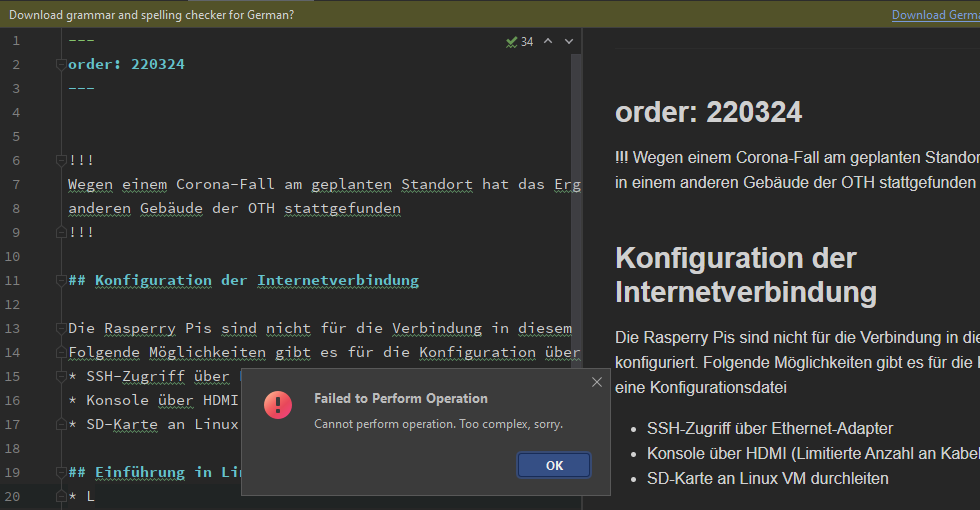 Download grammar and spelling checker for German?
Download Germa
34
1 ---
2 order: 220324
3 ---
4
5
6 !!!
7 Wegen einem Corona-Fall am geplanten Standort hat das Erg
8 anderen Gebäude der OTH stattgefunden
9 !!!
10
11 ## Konfiguration der Internetverbindung
12
13 Die Rasperry Pis sind nicht für die Verbindung in diesem
14 Folgende Möglichkeiten gibt es für die Konfiguration über
15 * SSH-Zugriff über
16 * Konsole über HDMI
17 * SD-Karte an Linux
18
19 ## Einführung in Li
20 * L
order: 220324
!!! Wegen einem Corona-Fall am geplanten Standor
in einem anderen Gebäude der OTH stattgefunden
Konfiguration der
Internetverbindung
Die Rasperry Pis sind nicht für die Verbindung in die
konfiguriert. Folgende Möglichkeiten gibt es für die
eine Konfigurationsdatei
• SSH-Zugriff über Ethernet-Adapter
• Konsole über HDMI (Limitierte Anzahl an Kabel
• SD-Karte an Linux VM durchleiten
Failed to Perform Operation
Cannot perform operation. Too complex, sorry.
OK